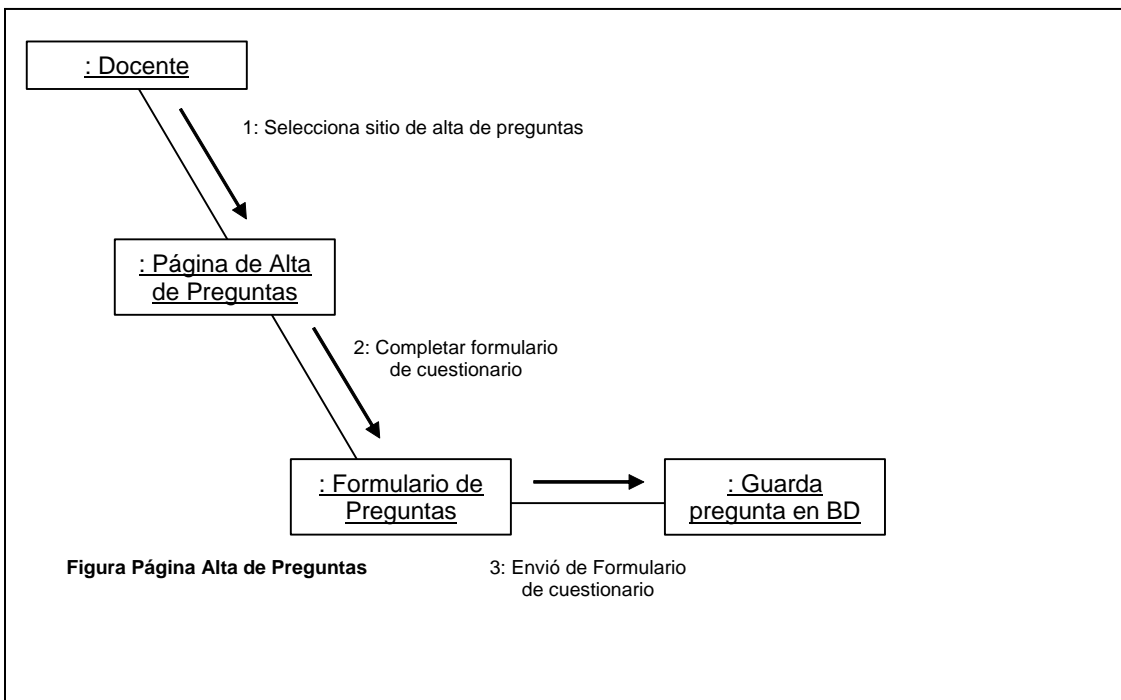 : Docente
1: Selecciona sitio de alta de preguntas
: Página de Alta
de Preguntas
2: Completar formulario
de cuestionario
: Formulario de
Preguntas
: Guarda
pregunta en BD
Figura Página Alta de Preguntas
3: Envió de Formulario
de cuestionario